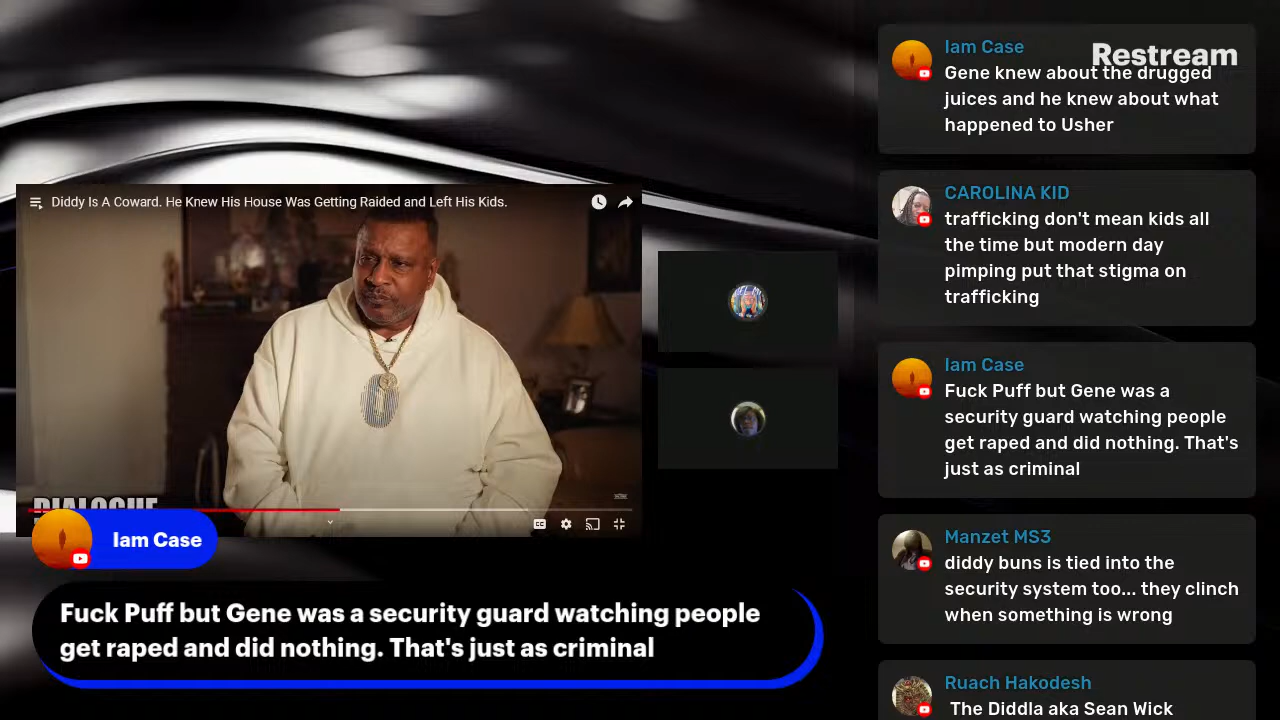 Restream
Iam Case
Gene knew about the drugged
juices and he knew about what
happened to Usher
CAROLINA KID
trafficking don't mean kids all
the time but modern day
pimping put that stigma on
trafficking
Iam Case
Fuck Puff but Gene was a
security guard watching people
get raped and did nothing. That's
just as criminal
Manzet MS3
diddy buns is tied into the
security system too... they clinch
when something is wrong
Ruach Hakodesh
The Diddla aka Sean Wick
Diddy Is A Coward. He Knew His House Was Getting Raided and Left His Kids.
DIALOGUE
CC
Iam Case
Fuck Puff but Gene was a security guard watching people
get raped and did nothing. That's just as criminal